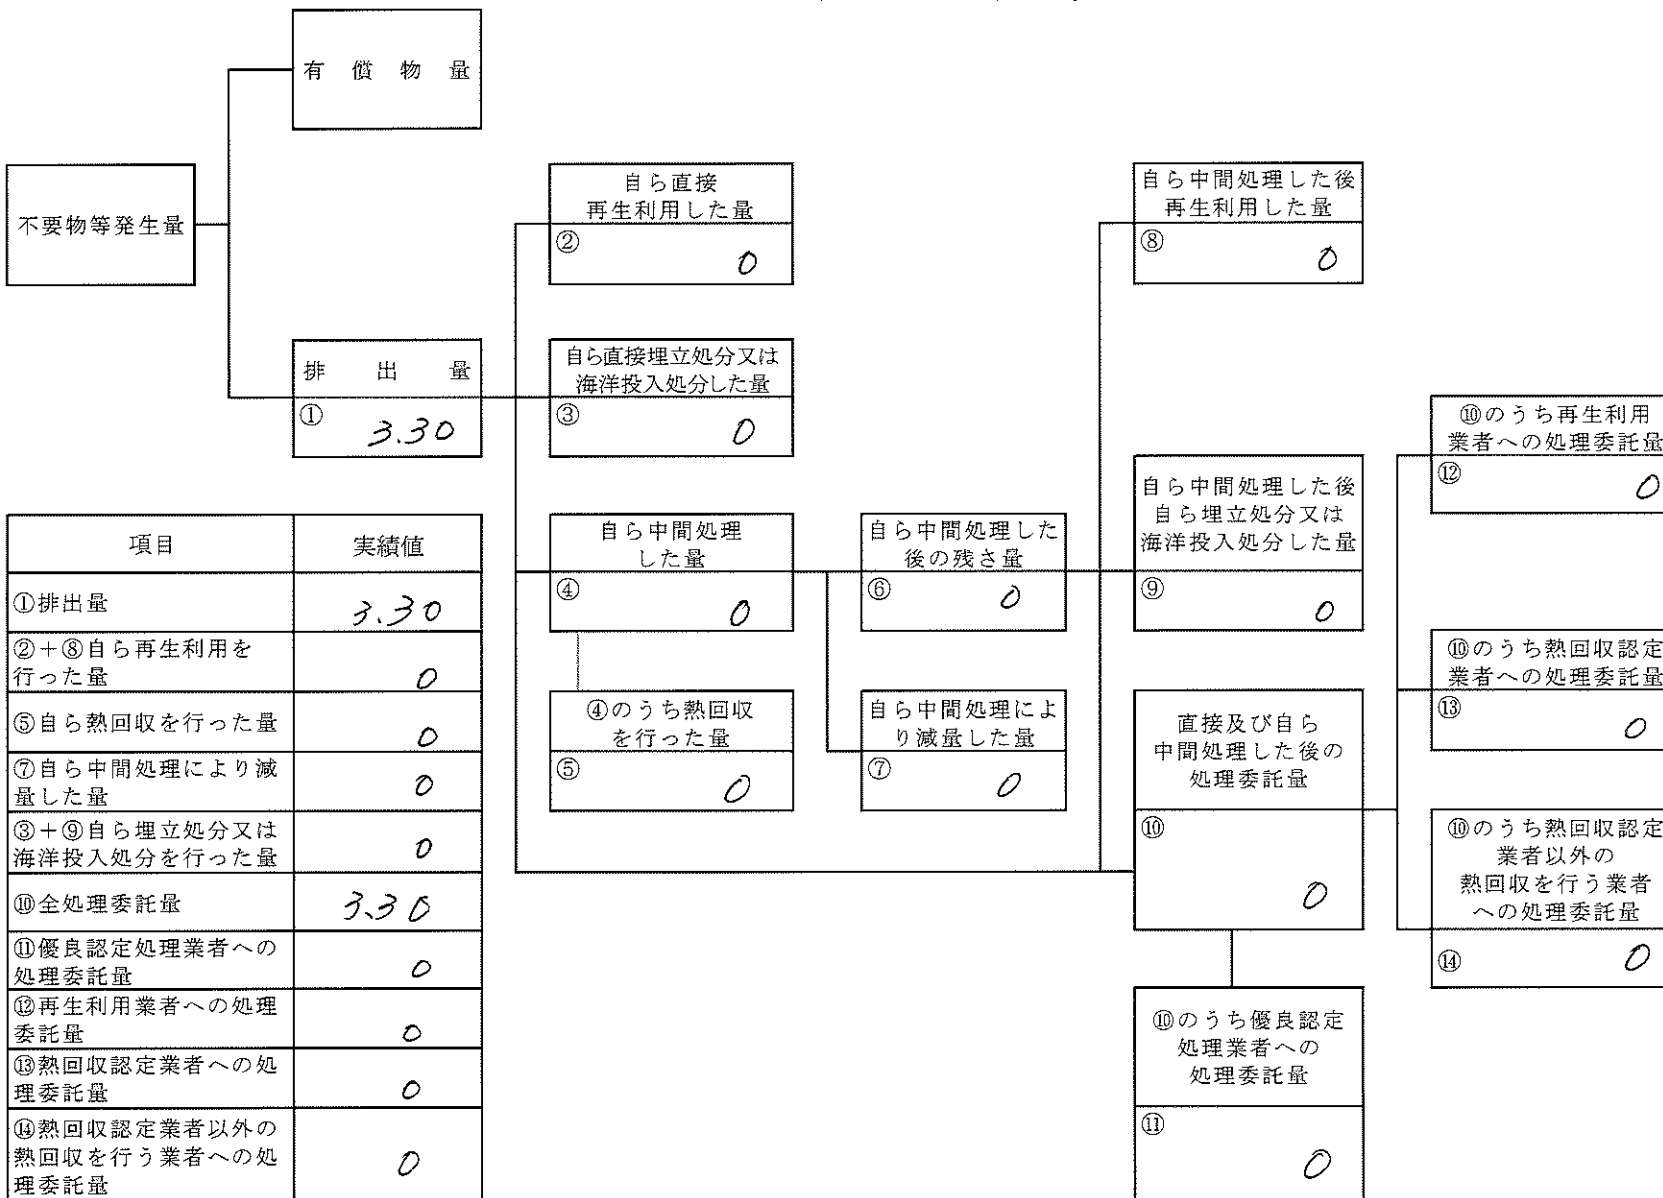 有償物量
不要物等発生量
排出量
① 3.30
自ら直接
再生利用した量
② 0
自ら直接埋立処分又は
海洋投入処分した量
③ 0
自ら中間処理
した量
④ 0
④のうち熱回収
を行った量
⑤ 0
自ら中間処理した
後の残さ量
⑥ 0
自ら中間処理によ
り減量した量
⑦ 0
自ら中間処理した後
再生利用した量
⑧ 0
自ら中間処理した後
自ら埋立処分又は
海洋投入処分した量
⑨ 0
直接及び自ら
中間処理した後の
処理委託量
⑩ 0
⑩のうち優良認定
処理業者への
処理委託量
⑪ 0
⑩のうち再生利用
業者への処理委託量
⑫ 0
⑩のうち熱回収認定
業者への処理委託量
⑬ 0
⑩のうち熱回収認定
業者以外の
熱回収を行う業者
への処理委託量
⑭ 0
項目 実績値
①排出量 3.30
②+⑧自ら再生利用を
行った量 0
⑤自ら熱回収を行った量 0
⑦自ら中間処理により減
量した量 0
③+⑨自ら埋立処分又は
海洋投入処分を行った量 0
⑩全処理委託量 3.30
⑪優良認定処理業者への
処理委託量 0
⑫再生利用業者への処理
委託量 0
⑬熱回収認定業者への処
理委託量 0
⑭熱回収認定業者以外の
熱回収を行う業者への処
理委託量 0